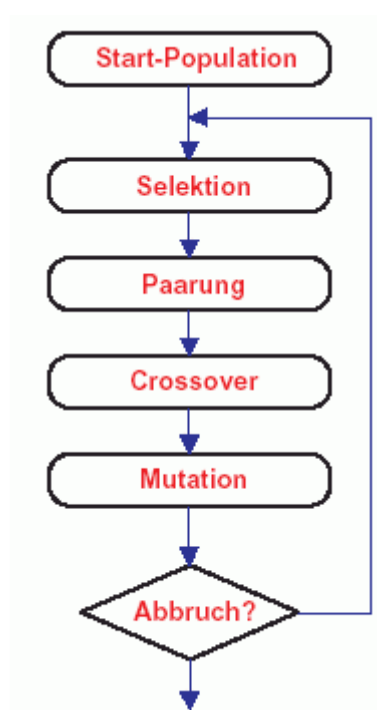 Start-Population
Selektion
Paarung
Crossover
Mutation
Abbruch?